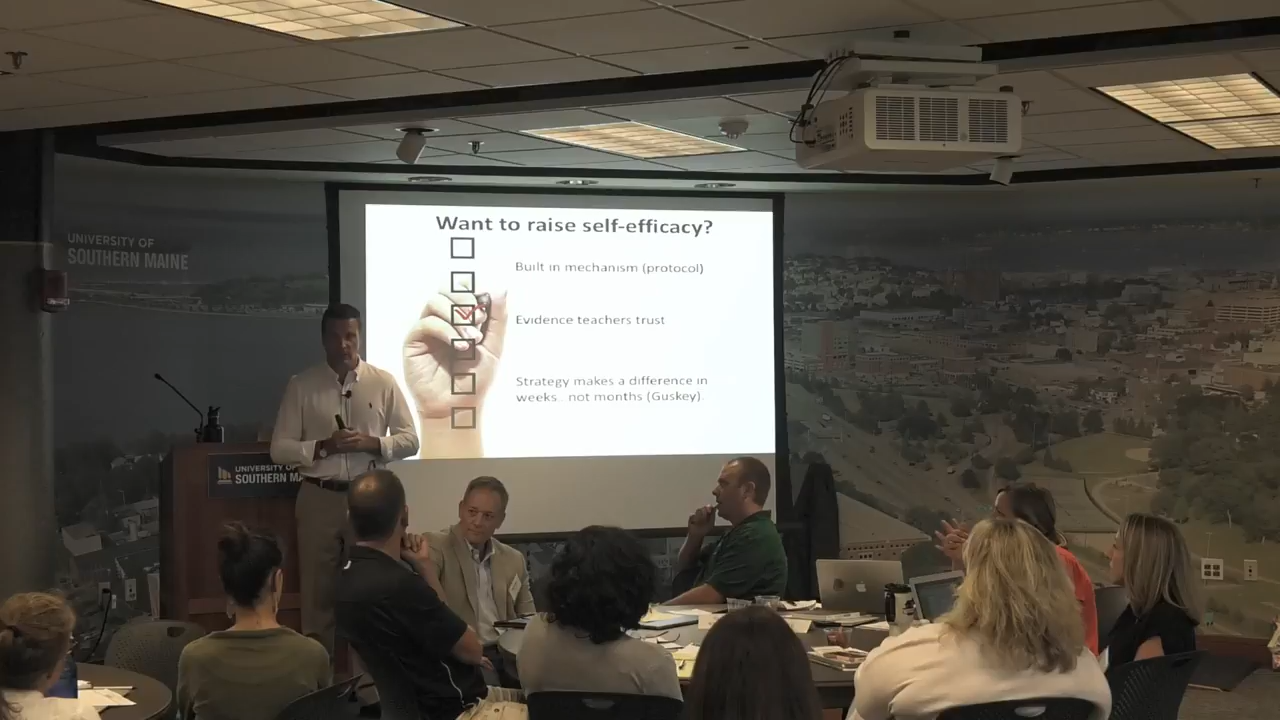 UNIVERSITY OF
SOUTHERN MAINE
Want to raise self-efficacy?
Built in mechanism (protocol)
Evidence teachers trust
Strategy makes a difference in
weeks.. not months (Guskey).
UNIVERSITY OF
SOUTHERN MA